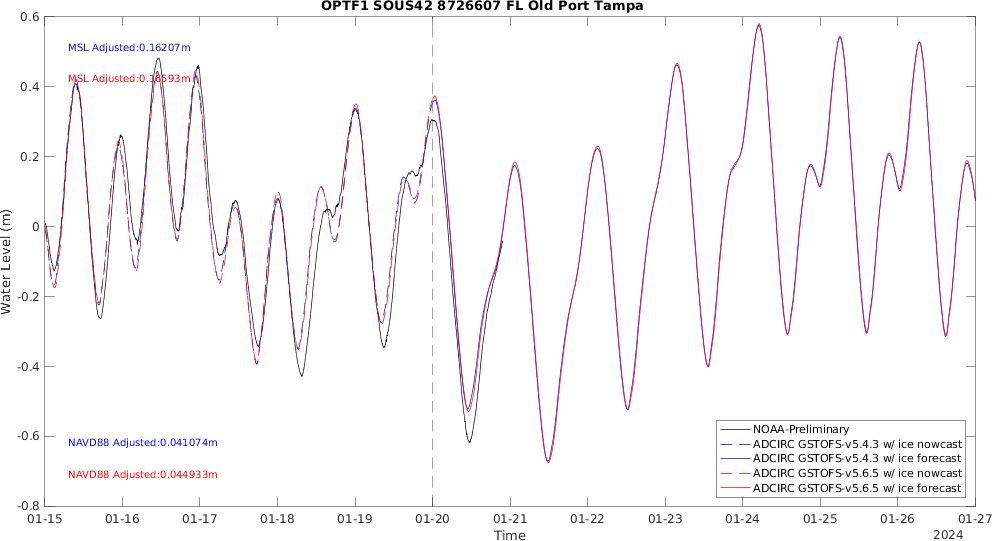 OPTF1 SOUS42 8726607 FL Old Port Tampa
0.6
0.4
0.2
0
-0.2
-0.4
-0.6
-0.8
Water Level (m)
MSL Adjusted:0.16207m
MSL Adjusted:0.16593m
NAVD88 Adjusted:0.041074m
NAVD88 Adjusted:0.044933m
NOAA-Preliminary
ADCIRC GSTOFS-v5.4.3 w/ ice nowcast
ADCIRC GSTOFS-v5.4.3 w/ ice forecast
ADCIRC GSTOFS-v5.6.5 w/ ice nowcast
ADCIRC GSTOFS-v5.6.5 w/ ice forecast
01-15 01-16 01-17 01-18 01-19 01-20 01-21 01-22 01-23 01-24 01-25 01-26 01-27
Time
2024